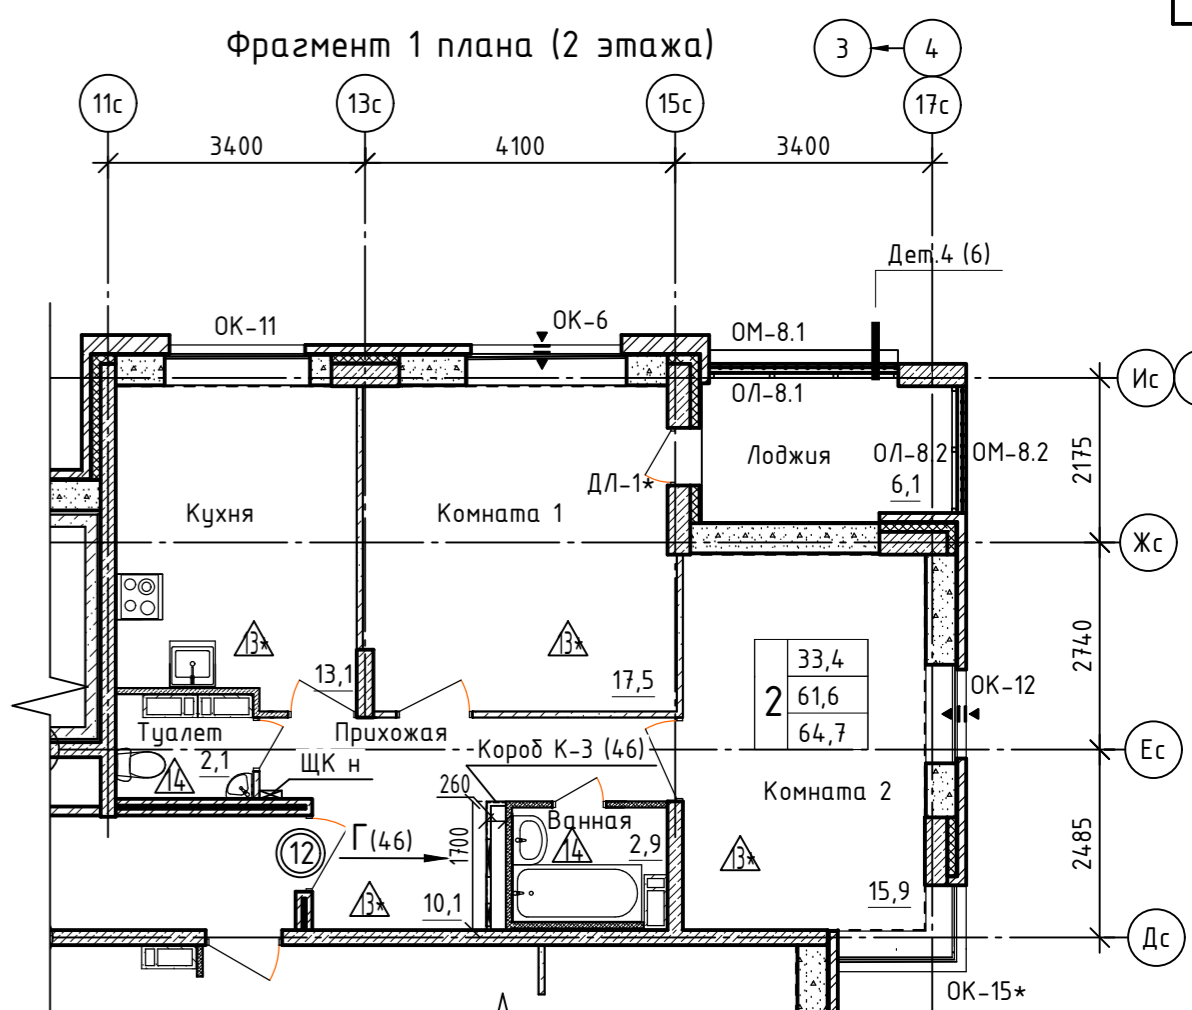 Фрагмент 1 плана (2 этажа)
3
4
11с
13с
15с
17с
3400
4100
3400
Дет.4 (6)
ОК-11
ОК-6
ОМ-8.1
Ис
ОЛ-8.1
Лоджия
ОЛ-8.2
ОМ-8.2
2175
ДЛ-1*
6,1
Кухня
Комната 1
Жс
13*
13*
2740
33,4
13,1
17,5
2
61,6
ОК-12
64,7
Туалет
Прихожая
Короб К-3 (46)
Ес
2,1
ЩК н
14
260
Комната 2
Ванная
12
Г(46)
1700
14
2,9
13*
2485
13*
10,1
15,9
Дс
ОК-15*